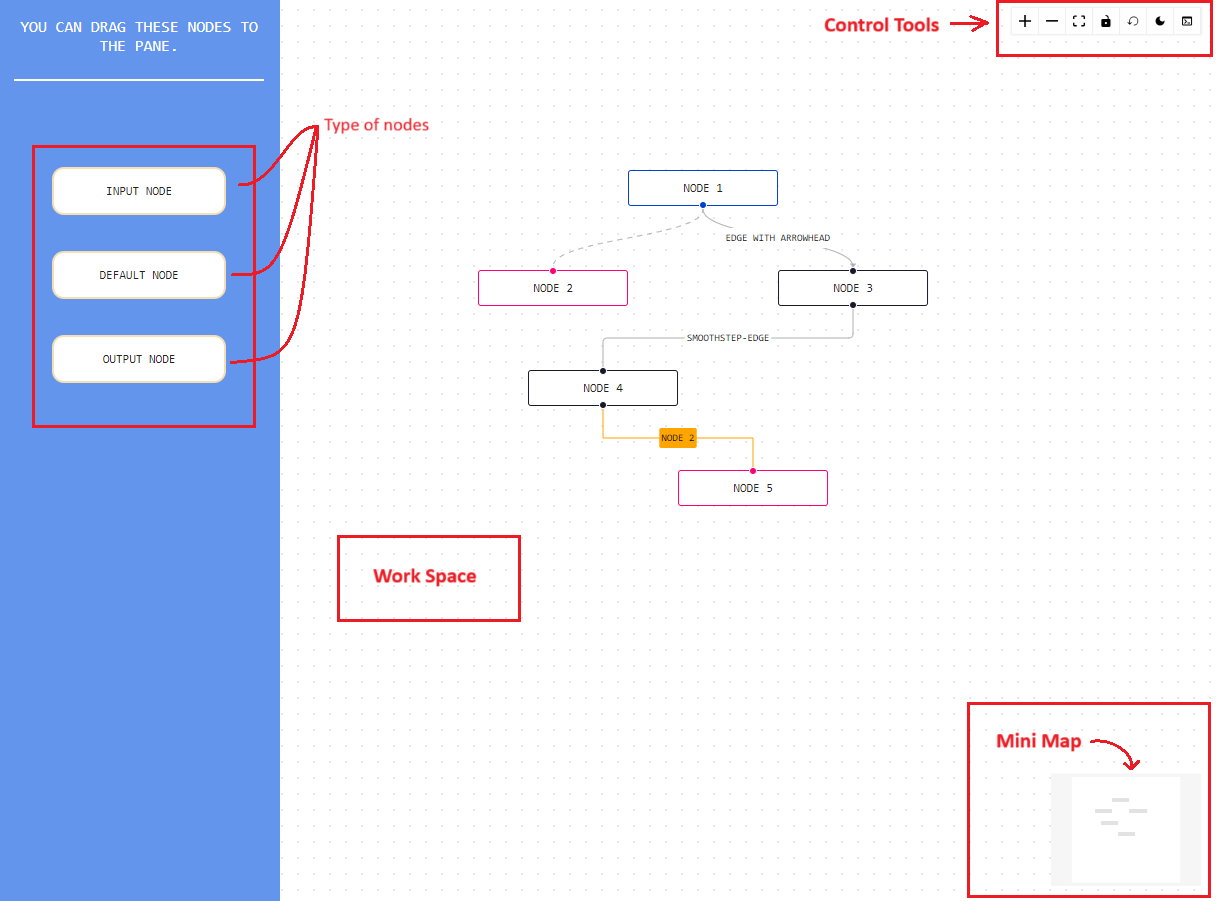 YOU CAN DRAG THESE NODES TO
THE PANE.
INPUT NODE
DEFAULT NODE
OUTPUT NODE
Type of nodes
Control Tools
NODE 1
EDGE WITH ARROWHEAD
NODE 2
NODE 3
SMOOTHSTEP-EDGE
NODE 4
NODE 2
NODE 5
Work Space
Mini Map